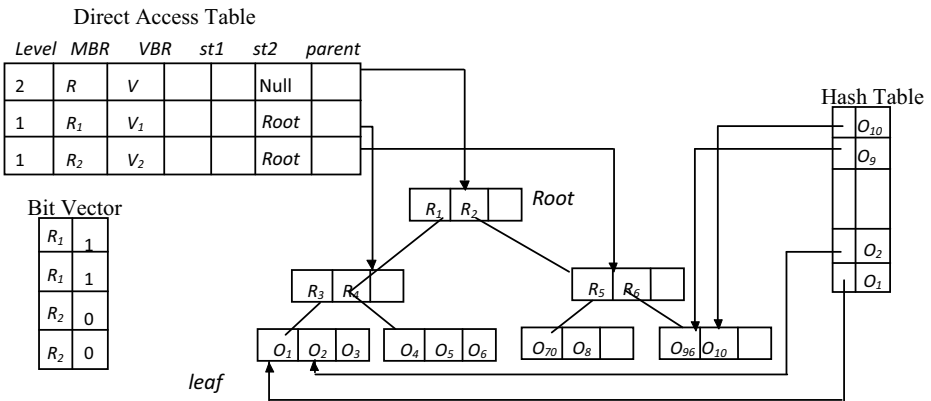 Direct Access Table
Level MBR VBR st1 st2 parent
2 R V Null
1 R1 V1 Root
1 R2 V2 Root
Hash Table
O10
O9
O2
O1
Bit Vector
R1 1
R1 1
R2 0
R2 0
R1 R2 Root
R3 R4
R5 R6
O1 O2 O3
O4 O5 O6
O70 O8
O96 O10
leaf